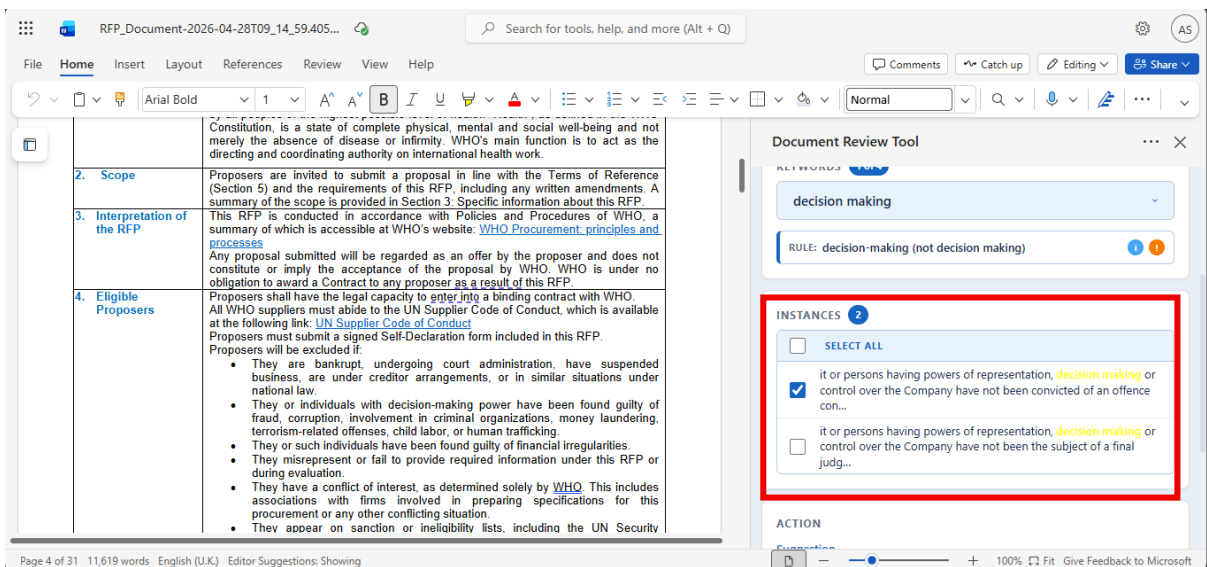 RFP_Document-2026-04-28T09_14_59.405...
Search for tools, help, and more (Alt + Q)
AS
File Home Insert Layout References Review View Help
Comments Catch up Editing Share
Arial Bold 1 A A B I U A Normal
Constitution, is a state of complete physical, mental and social well-being and not
merely the absence of disease or infirmity. WHO's main function is to act as the
directing and coordinating authority on international health work.
2. Scope
Proposers are invited to submit a proposal in line with the Terms of Reference
(Section 5) and the requirements of this RFP, including any written amendments. A
summary of the scope is provided in Section 3: Specific information about this RFP.
3. Interpretation of
the RFP
This RFP is conducted in accordance with Policies and Procedures of WHO, a
summary of which is accessible at WHO's website: WHO Procurement: principles and
processes
Any proposal submitted will be regarded as an offer by the proposer and does not
constitute or imply the acceptance of the proposal by WHO. WHO is under no
obligation to award a Contract to any proposer as a result of this RFP.
4. Eligible
Proposers
Proposers shall have the legal capacity to enter into a binding contract with WHO.
All WHO suppliers must abide to the UN Supplier Code of Conduct, which is available
at the following link: UN Supplier Code of Conduct
Proposers must submit a signed Self-Declaration form included in this RFP.
Proposers will be excluded if:
• They are bankrupt, undergoing court administration, have suspended
business, are under creditor arrangements, or in similar situations under
national law.
• They or individuals with decision-making power have been found guilty of
fraud, corruption, involvement in criminal organizations, money laundering,
terrorism-related offenses, child labor, or human trafficking.
• They or such individuals have been found guilty of financial irregularities.
• They misrepresent or fail to provide required information under this RFP or
during evaluation.
• They have a conflict of interest, as determined solely by WHO. This includes
associations with firms involved in preparing specifications for this
procurement or any other conflicting situation.
• They appear on sanction or ineligibility lists, including the UN Security
Document Review Tool
KEYWORDS
decision making
RULE: decision-making (not decision making)
INSTANCES 2
SELECT ALL
it or persons having powers of representation, decision making or
control over the Company have not been convicted of an offence
con...
it or persons having powers of representation, decision making or
control over the Company have not been the subject of a final
judg...
ACTION
Suggestion
Page 4 of 31 11,619 words English (U.K.) Editor Suggestions: Showing
100% Fit Give Feedback to Microsoft